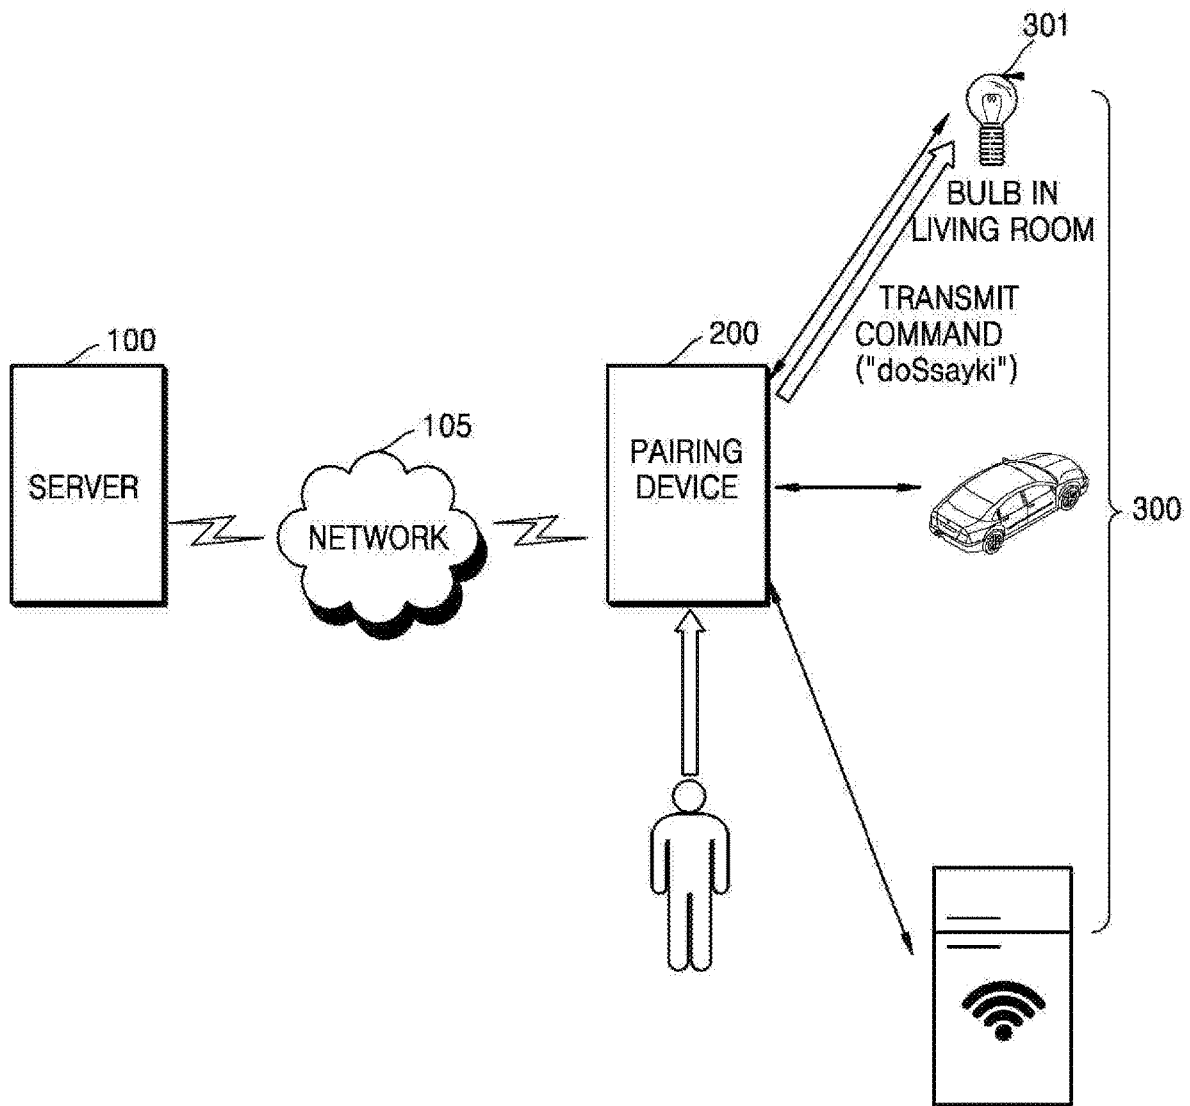 301
BULB IN
LIVING ROOM
TRANSMIT
COMMAND
("doSsayki")
100
200
105
SERVER
NETWORK
PAIRING
DEVICE
300